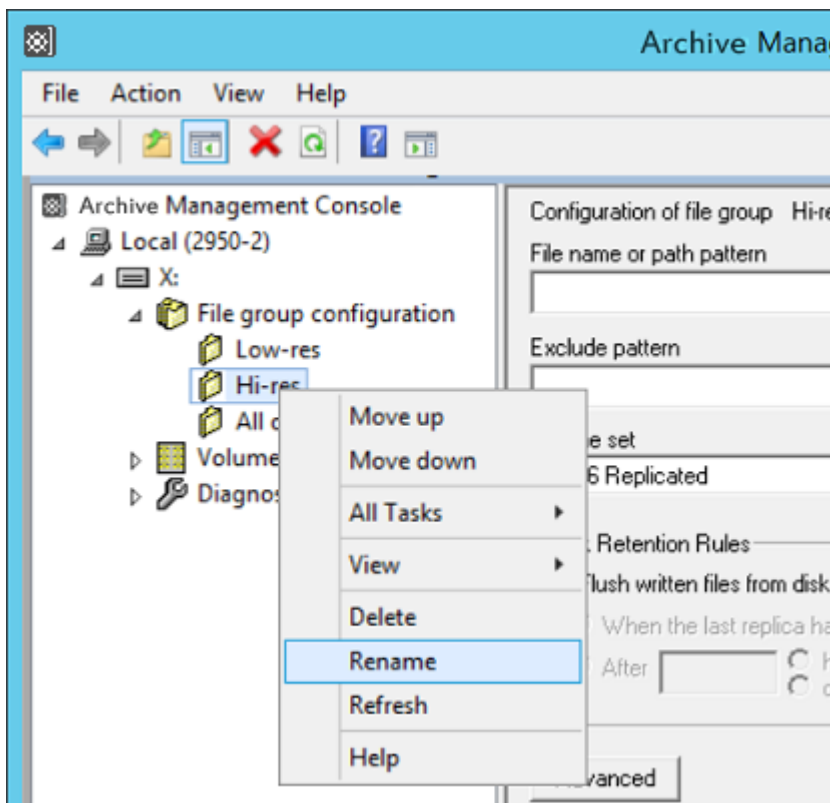 Archive Mana
File Action View Help
Archive Management Console
Local (2950-2)
X:
File group configuration
Low-res
Hi-res
All
Volume
Diagnos
Move up
Move down
All Tasks
View
Delete
Rename
Refresh
Help
Configuration of file group Hi-re
File name or path pattern
Exclude pattern
e set
6 Replicated
Retention Rules
lush written files from disk
When the last replica ha
After
vanced